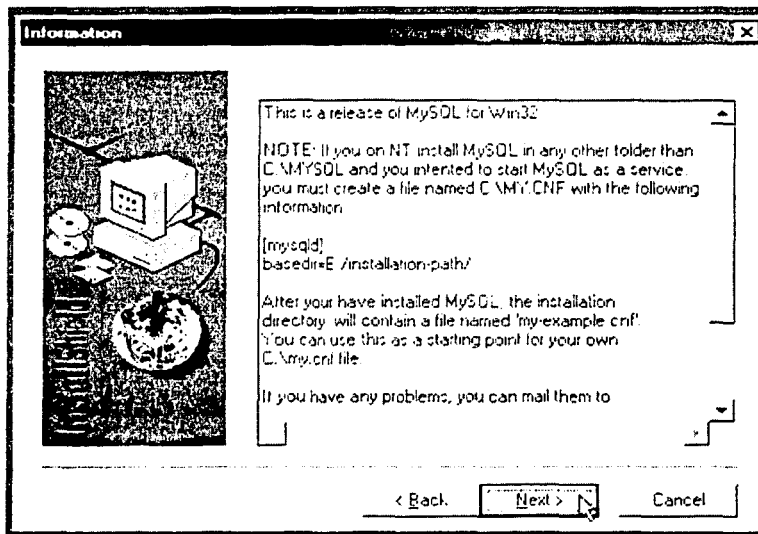 Information
This is a release of MySQL for Win32
NOTE: If you on NT install MySQL in any other folder than
C:\MYSQL and you intented to start MySQL as a service,
you must create a file named C:\MY.CNF with the following
information
[mysqld]
basedir=E:/installation-path/
After your have installed MySQL, the installation
directory will contain a file named 'my-example.cnf'.
You can use this as a starting point for your own
C:\my.cnf file.
If you have any problems, you can mail them to
InstallShield
< Back
Next >
Cancel